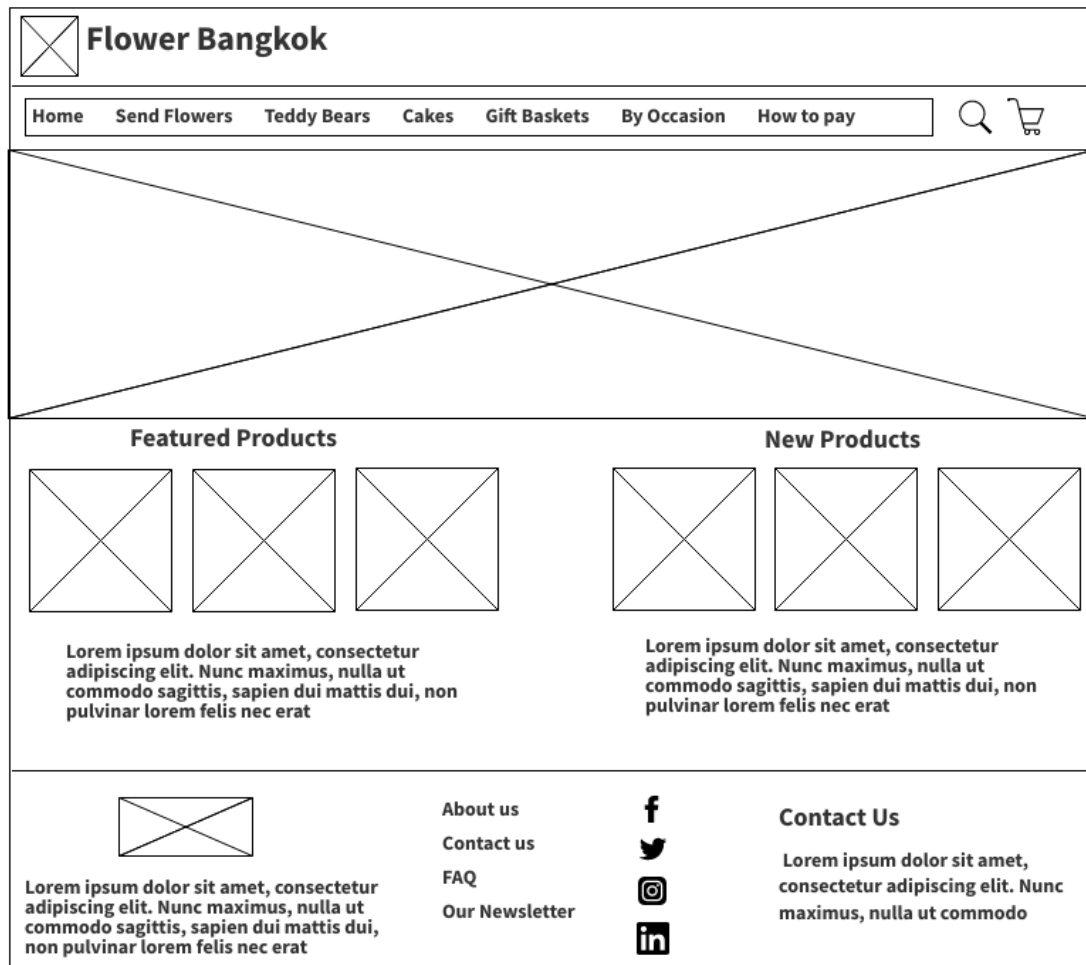 Flower Bangkok
Home Send Flowers Teddy Bears Cakes Gift Baskets By Occasion How to pay
Featured Products
Lorem ipsum dolor sit amet, consectetur
adipiscing elit. Nunc maximus, nulla ut
commodo sagittis, sapien dui mattis dui, non
pulvinar lorem felis nec erat
New Products
Lorem ipsum dolor sit amet, consectetur
adipiscing elit. Nunc maximus, nulla ut
commodo sagittis, sapien dui mattis dui, non
pulvinar lorem felis nec erat
Lorem ipsum dolor sit amet, consectetur
adipiscing elit. Nunc maximus, nulla ut
commodo sagittis, sapien dui mattis dui,
non pulvinar lorem felis nec erat
About us
Contact us
FAQ
Our Newsletter
Contact Us
Lorem ipsum dolor sit amet,
consectetur adipiscing elit. Nunc
maximus, nulla ut commodo